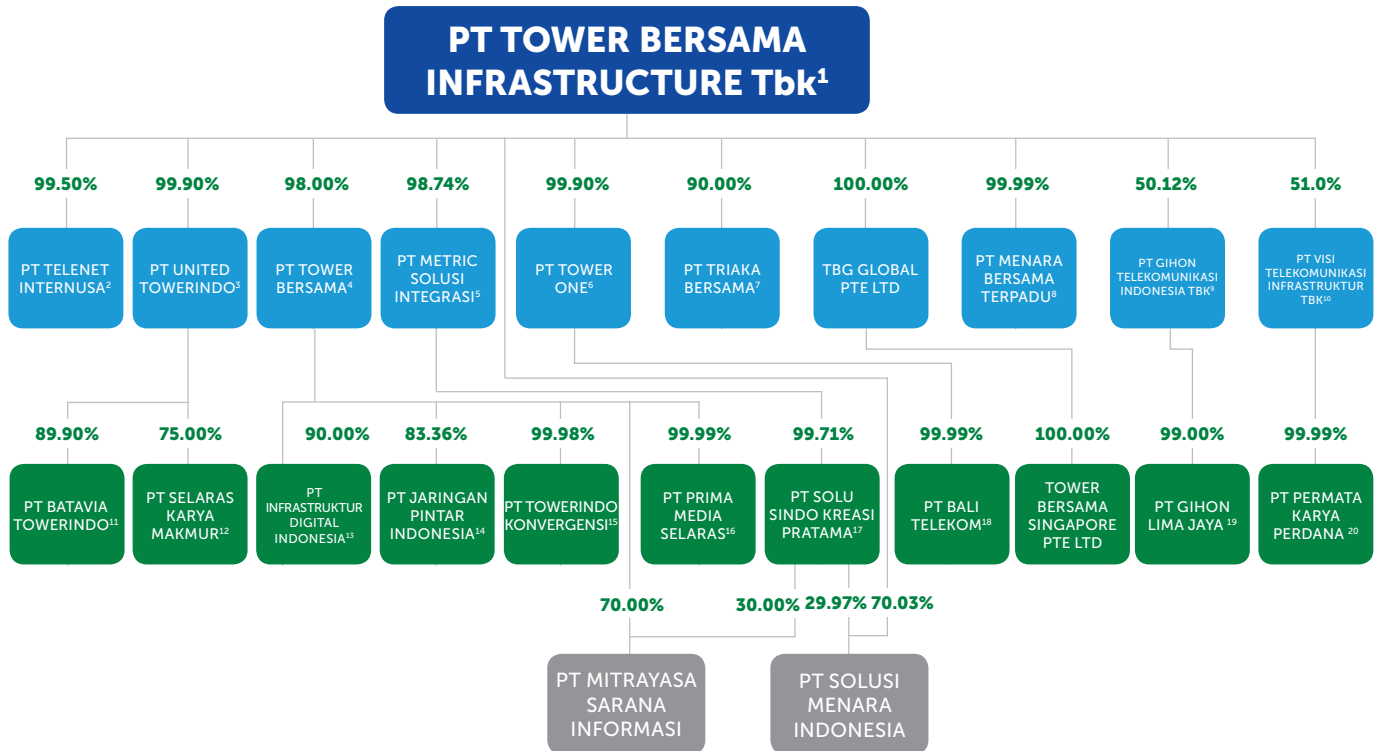 PT TOWER BERSAMA
INFRASTRUCTURE Tbk¹
99.50%
99.90%
98.00%
98.74%
99.90%
90.00%
100.00%
99.99%
50.12%
51.0%
PT TELENET
INTERNUSA²
PT UNITED
TOWERINDO³
PT TOWER
BERSAMA⁴
PT METRIC
SOLUSI
INTEGRASI⁵
PT TOWER
ONE⁶
PT TRIAKA
BERSAMA⁷
TBG GLOBAL
PTE LTD
PT MENARA
BERSAMA
TERPADU⁸
PT GIHON
TELEKOMUNIKASI
INDONESIA TBK⁹
PT VISI
TELEKOMUNIKASI
INFRASTRUKTUR
TBK¹⁰
89.90%
75.00%
90.00%
83.36%
99.98%
99.99%
99.71%
99.99%
100.00%
99.00%
99.99%
PT BATAVIA
TOWERINDO¹¹
PT SELARAS
KARYA
MAKMUR¹²
PT
INFRASTRUKTUR
DIGITAL
INDONESIA¹³
PT JARINGAN
PINTAR
INDONESIA¹⁴
PT TOWERINDO
KONVERGENSI¹⁵
PT PRIMA
MEDIA
SELARAS¹⁶
PT SOLU
SINDO KREASI
PRATAMA¹⁷
PT BALI
TELEKOM¹⁸
TOWER
BERSAMA
SINGAPORE
PTE LTD
PT GIHON
LIMA JAYA ¹⁹
PT PERMATA
KARYA
PERDANA ²⁰
70.00%
30.00%
29.97%
70.03%
PT MITRAYASA
SARANA
INFORMASI
PT SOLUSI
MENARA
INDONESIA